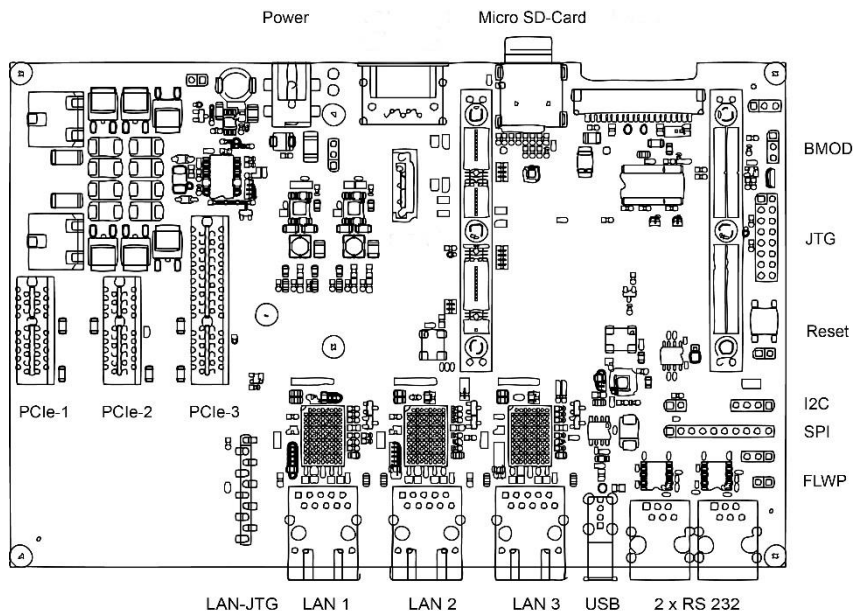 Power Micro SD-Card
BMOD
JTG
Reset
PCIe-1 PCIe-2 PCIe-3 I2C
SPI
FLWP
LAN-JTG LAN 1 LAN 2 LAN 3 USB 2 x RS 232